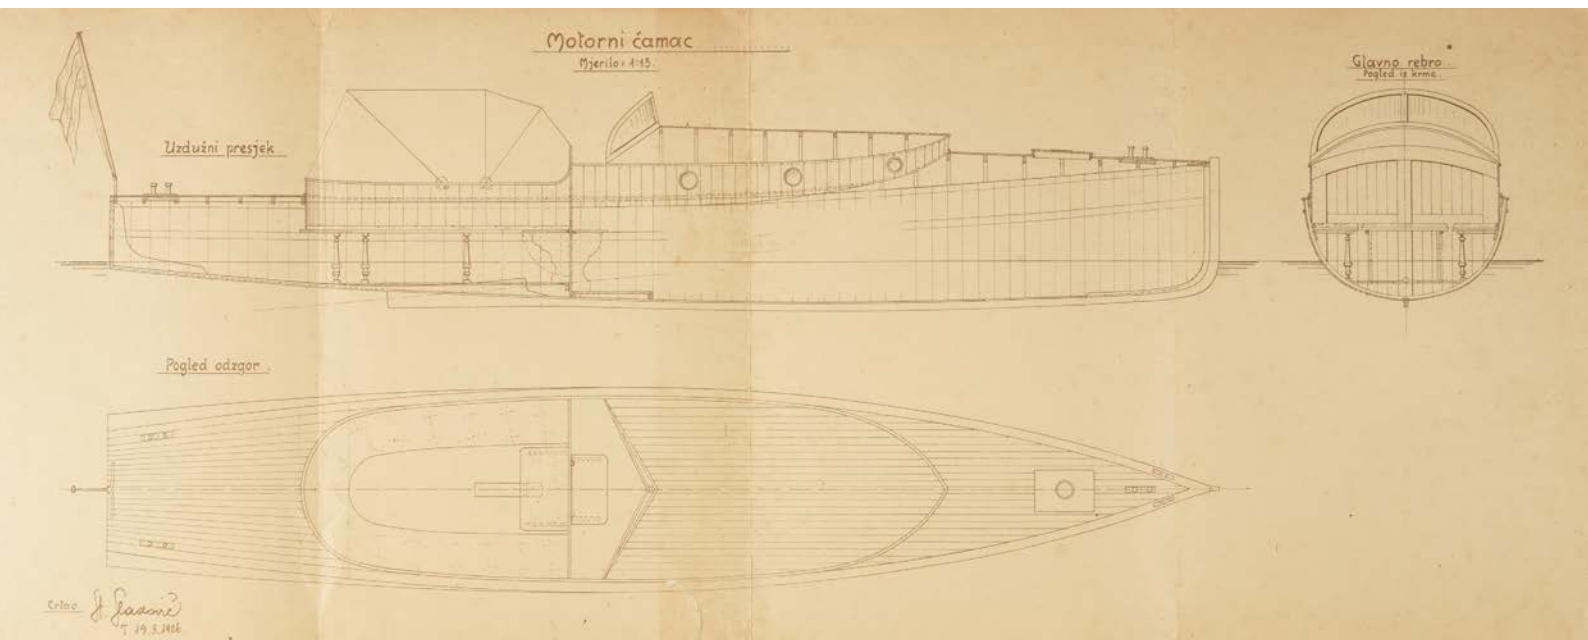 Motorni čamac
Mjerilo: 1:15.
Glavno rebro.
Pogled iz krme.
Uzdužni presjek
Pogled odzgor.
Crtao